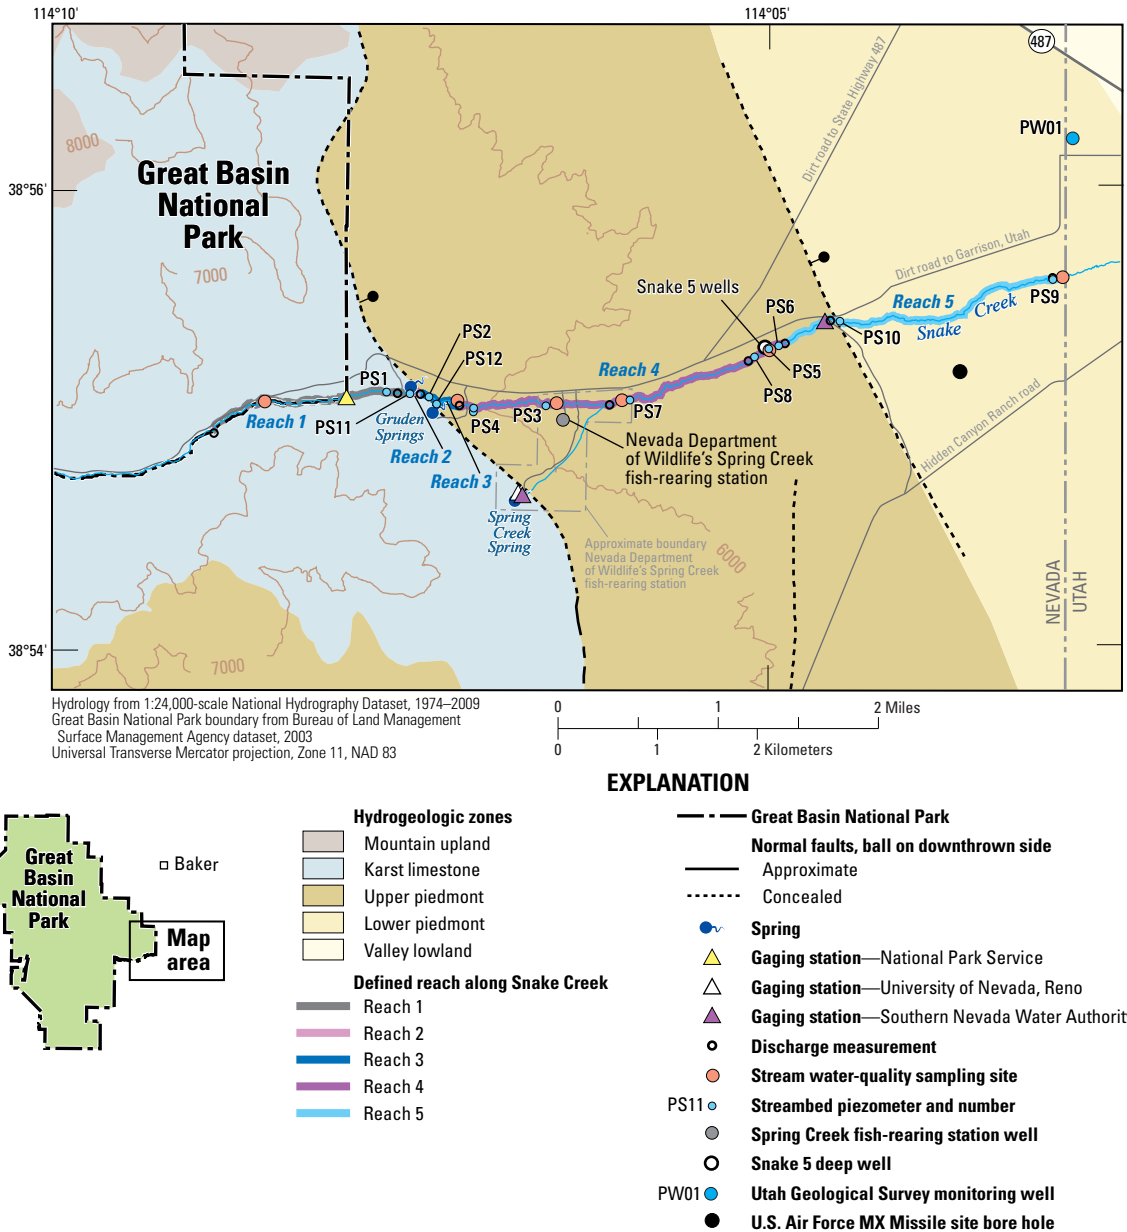 114°10'
114°05'
487
Dirt road to State Highway 487
PW01
8000
Great Basin
National
Park
38°56'
7000
Dirt road to Garrison, Utah
Snake 5 wells
PS6
Reach 5
Snake Creek
PS9
PS2
PS12
PS10
PS1
Reach 4
PS5
PS8
Reach 1
PS11
Gruden
Springs
PS4
PS3
PS7
Reach 2
Reach 3
Nevada Department
of Wildlife's Spring Creek
fish-rearing station
Hidden Canyon Ranch road
Spring
Creek
Spring
Approximate boundary
Nevada Department
of Wildlife's Spring Creek
fish-rearing station
6000
NEVADA
UTAH
38°54'
7000
Hydrology from 1:24,000-scale National Hydrography Dataset, 1974–2009
Great Basin National Park boundary from Bureau of Land Management
Surface Management Agency dataset, 2003
Universal Transverse Mercator projection, Zone 11, NAD 83
0 1 2 Miles
0 1 2 Kilometers
EXPLANATION
Great
Basin
National
Park
Baker
Map
area
Hydrogeologic zones
Mountain upland
Karst limestone
Upper piedmont
Lower piedmont
Valley lowland
Defined reach along Snake Creek
Reach 1
Reach 2
Reach 3
Reach 4
Reach 5
Great Basin National Park
Normal faults, ball on downthrown side
Approximate
Concealed
Spring
Gaging station—National Park Service
Gaging station—University of Nevada, Reno
Gaging station—Southern Nevada Water Authorit
Discharge measurement
Stream water-quality sampling site
PS11 Streambed piezometer and number
Spring Creek fish-rearing station well
Snake 5 deep well
PW01 Utah Geological Survey monitoring well
U.S. Air Force MX Missile site bore hole